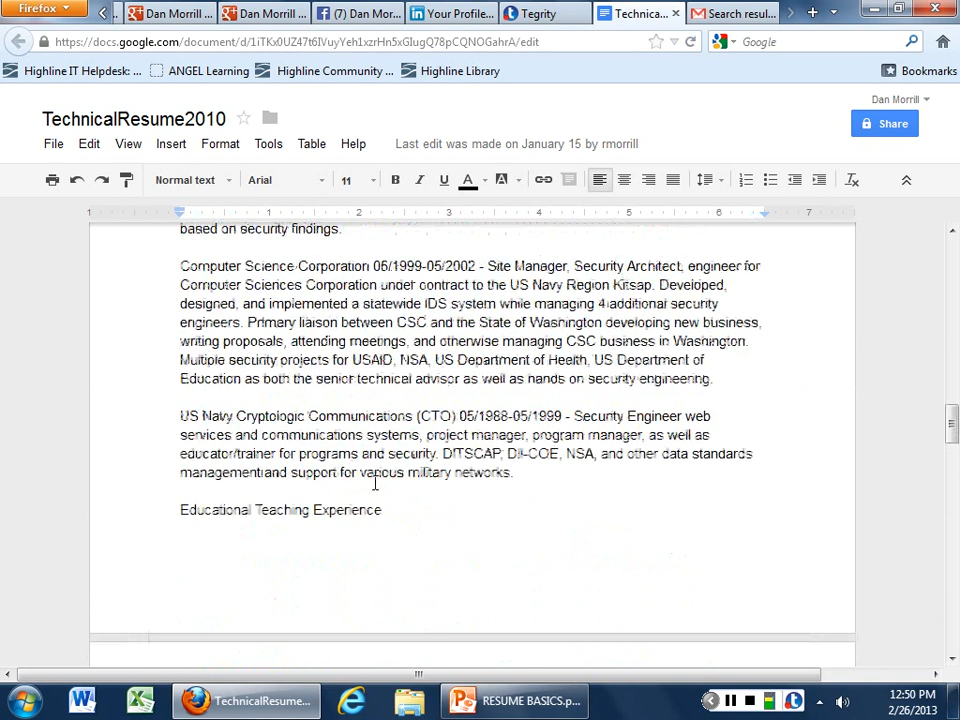 Firefox
Dan Morrill ...
Dan Morrill ...
(7) Dan Mor...
Your Profile...
Tegrity
Technica...
Search resul...
https://docs.google.com/document/d/1iTKx0UZ47t6IVuyYeh1xzrHn5xGIugQ78pCQNOGahrA/edit
Google
Highline IT Helpdesk: ...
ANGEL Learning
Highline Community ...
Highline Library
Bookmarks
Dan Morrill
TechnicalResume2010
Share
File Edit View Insert Format Tools Table Help Last edit was made on January 15 by rmorrill
Normal text Arial 11 B I U A A
1 1 2 3 4 5 6 7
based on security findings.
Computer Science Corporation 06/1999-05/2002 - Site Manager, Security Architect, engineer for
Computer Sciences Corporation under contract to the US Navy Region Kitsap. Developed,
designed, and implemented a statewide IDS system while managing 4 additional security
engineers. Primary liaison between CSC and the State of Washington developing new business,
writing proposals, attending meetings, and otherwise managing CSC business in Washington.
Multiple security projects for USAID, NSA, US Department of Health, US Department of
Education as both the senior technical advisor as well as hands on security engineering.
US Navy Cryptologic Communications (CTO) 05/1988-05/1999 - Security Engineer web
services and communications systems, project manager, program manager, as well as
educator/trainer for programs and security. DITSCAP, DII-COE, NSA, and other data standards
management and support for various military networks.
Educational Teaching Experience
TechnicalResume...
RESUME BASICS.p...
12:50 PM
2/26/2013